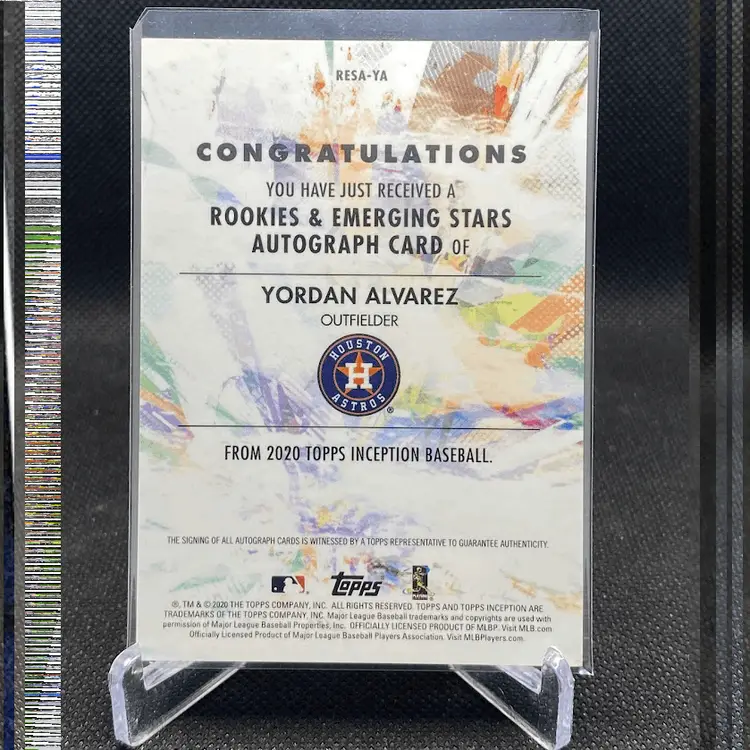 RESA-YA
CONGRATULATIONS
YOU HAVE JUST RECEIVED A
ROOKIES & EMERGING STARS
AUTOGRAPH CARD OF
YORDAN ALVAREZ
OUTFIELDER
HOUSTON
H
ASTROS
®
FROM 2020 TOPPS INCEPTION BASEBALL.
THE SIGNING OF ALL AUTOGRAPH CARDS IS WITNESSED BY A TOPPS REPRESENTATIVE TO GUARANTEE AUTHENTICITY.
topps
®, TM & © 2020 THE TOPPS COMPANY, INC. ALL RIGHTS RESERVED. TOPPS AND TOPPS INCEPTION ARE
TRADEMARKS OF THE TOPPS COMPANY, INC. Major League Baseball trademarks and copyrights are used with
permission of Major League Baseball Properties, Inc. OFFICIALLY LICENSED PRODUCT OF MLBP. Visit MLB.com
Officially Licensed Product of Major League Baseball Players Association. Visit MLBPlayers.com